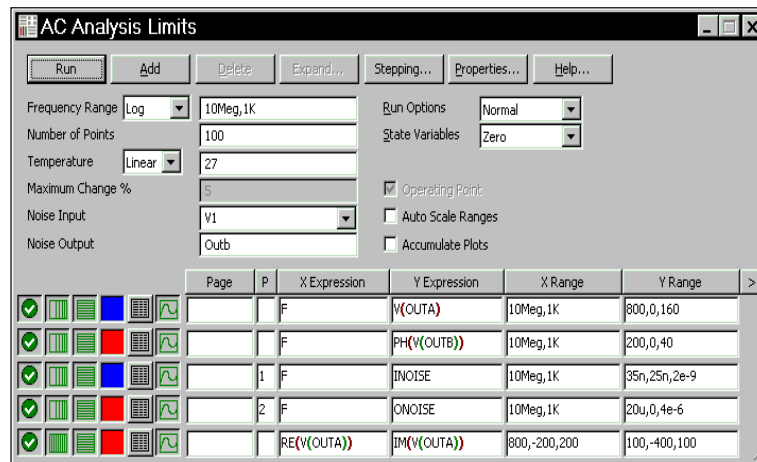 AC Analysis Limits
Run Add Delete Expand... Stepping... Properties... Help...
Frequency Range Log 10Meg,1K Run Options Normal
Number of Points 100 State Variables Zero
Temperature Linear 27
Maximum Change % 5 Operating Point
Noise Input V1 Auto Scale Ranges
Noise Output Outb Accumulate Plots
Page P X Expression Y Expression X Range Y Range >
F V(OUTA) 10Meg,1K 800,0,160
F PH(V(OUTB)) 10Meg,1K 200,0,40
1 F INOISE 10Meg,1K 35n,25n,2e-9
2 F ONOISE 10Meg,1K 20u,0,4e-6
RE(V(OUTA)) IM(V(OUTA)) 800,-200,200 100,-400,100